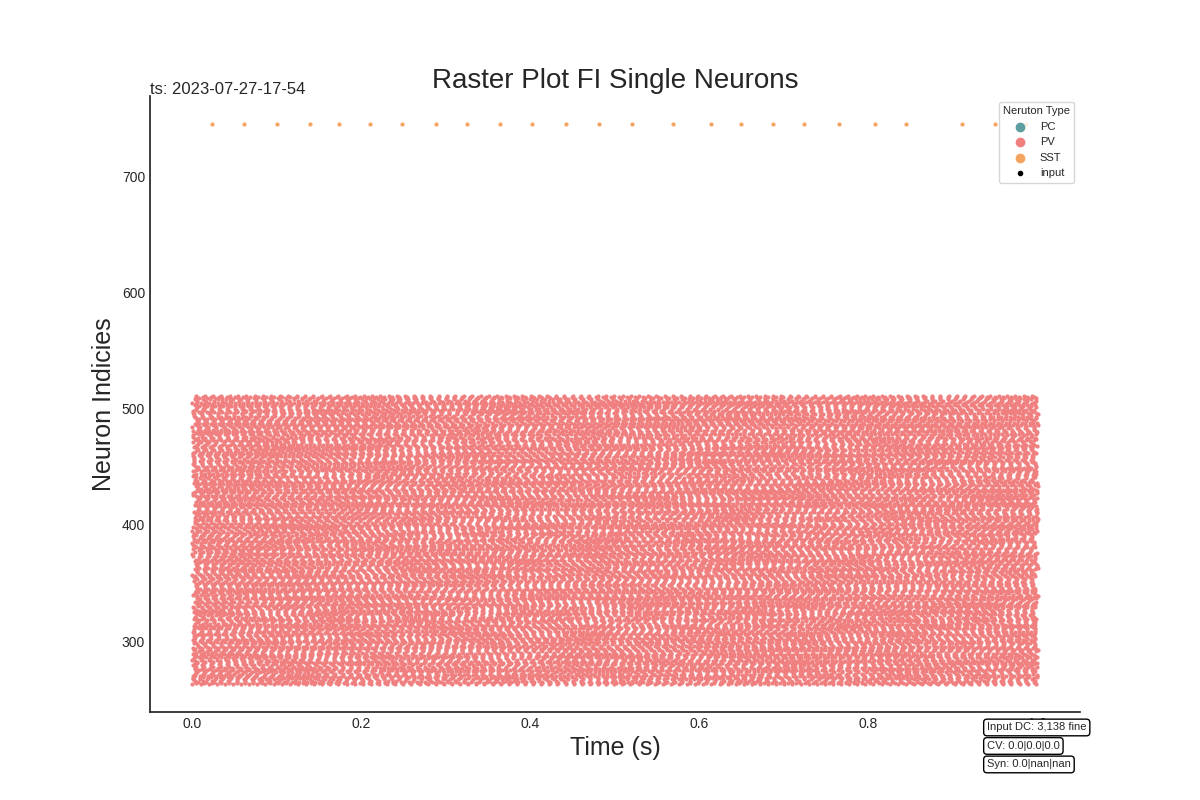 Raster Plot FI Single Neurons
ts: 2023-07-27-17-54
Neruton Type
PC
PV
SST
input
700
600
500
400
300
Neuron Indicies
0.0
0.2
0.4
0.6
0.8
Time (s)
Input DC: 3,138 fine
CV: 0.0|0.0|0.0
Syn: 0.0|nan|nan